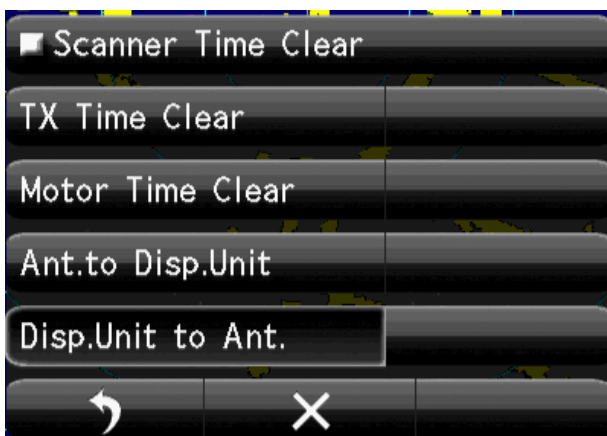 Scanner Time Clear
TX Time Clear
Motor Time Clear
Ant.to Disp.Unit
Disp.Unit to Ant.